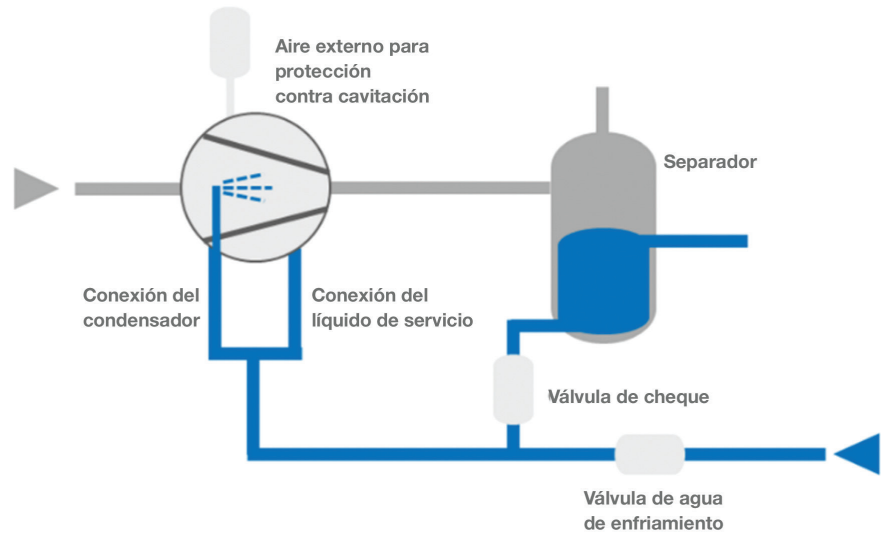 Aire externo para
protección
contra cavitación
Separador
Conexión del
condensador
Conexión del
líquido de servicio
Válvula de cheque
Válvula de agua
de enfriamiento